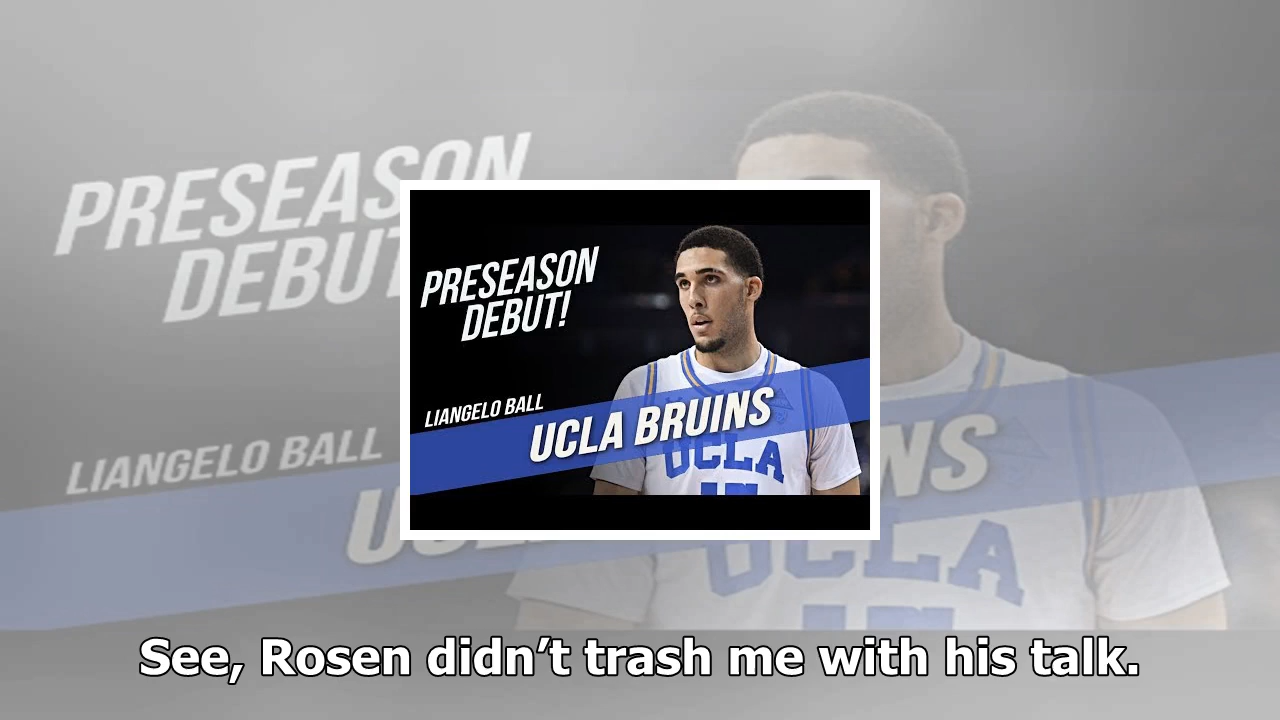 PRESEASON
DEBUT
LIANGELO BALL
PRESEASON
DEBUT!
LIANGELO BALL
UCLA BRUINS
UCLA
UCLA
See, Rosen didn’t trash me with his talk.